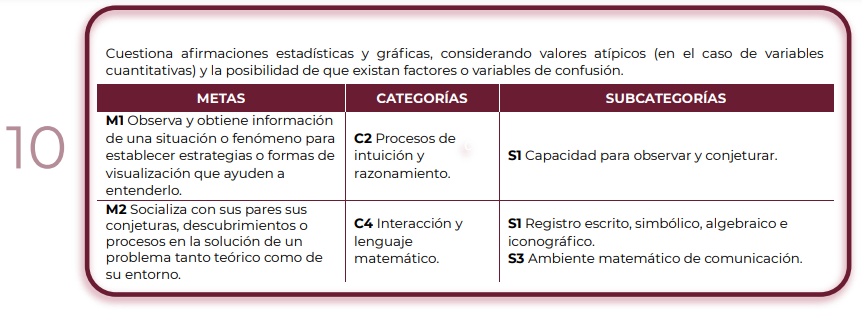 10
Cuestiona afirmaciones estadísticas y gráficas, considerando valores atípicos (en el caso de variables
cuantitativas) y la posibilidad de que existan factores o variables de confusión.
METAS
CATEGORÍAS
SUBCATEGORÍAS
M1 Observa y obtiene información
de una situación o fenómeno para
establecer estrategias o formas de
visualización que ayuden a
entenderlo.
C2 Procesos de
intuición y
razonamiento.
S1 Capacidad para observar y conjeturar.
M2 Socializa con sus pares sus
conjeturas, descubrimientos o
procesos en la solución de un
problema tanto teórico como de
su entorno.
C4 Interacción y
lenguaje
matemático.
S1 Registro escrito, simbólico, algebraico e
iconográfico.
S3 Ambiente matemático de comunicación.